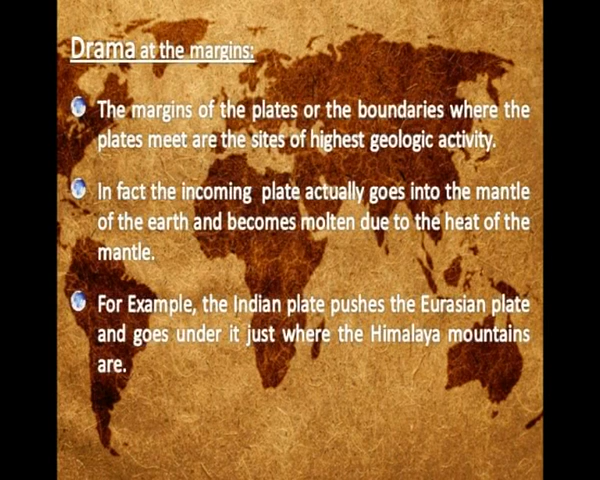 Drama at the margins:
The margins of the plates or the boundaries where the
plates meet are the sites of highest geologic activity.
In fact the incoming plate actually goes into the mantle
of the earth and becomes molten due to the heat of the
mantle.
For Example, the Indian plate pushes the Eurasian plate
and goes under it just where the Himalaya mountains
are.